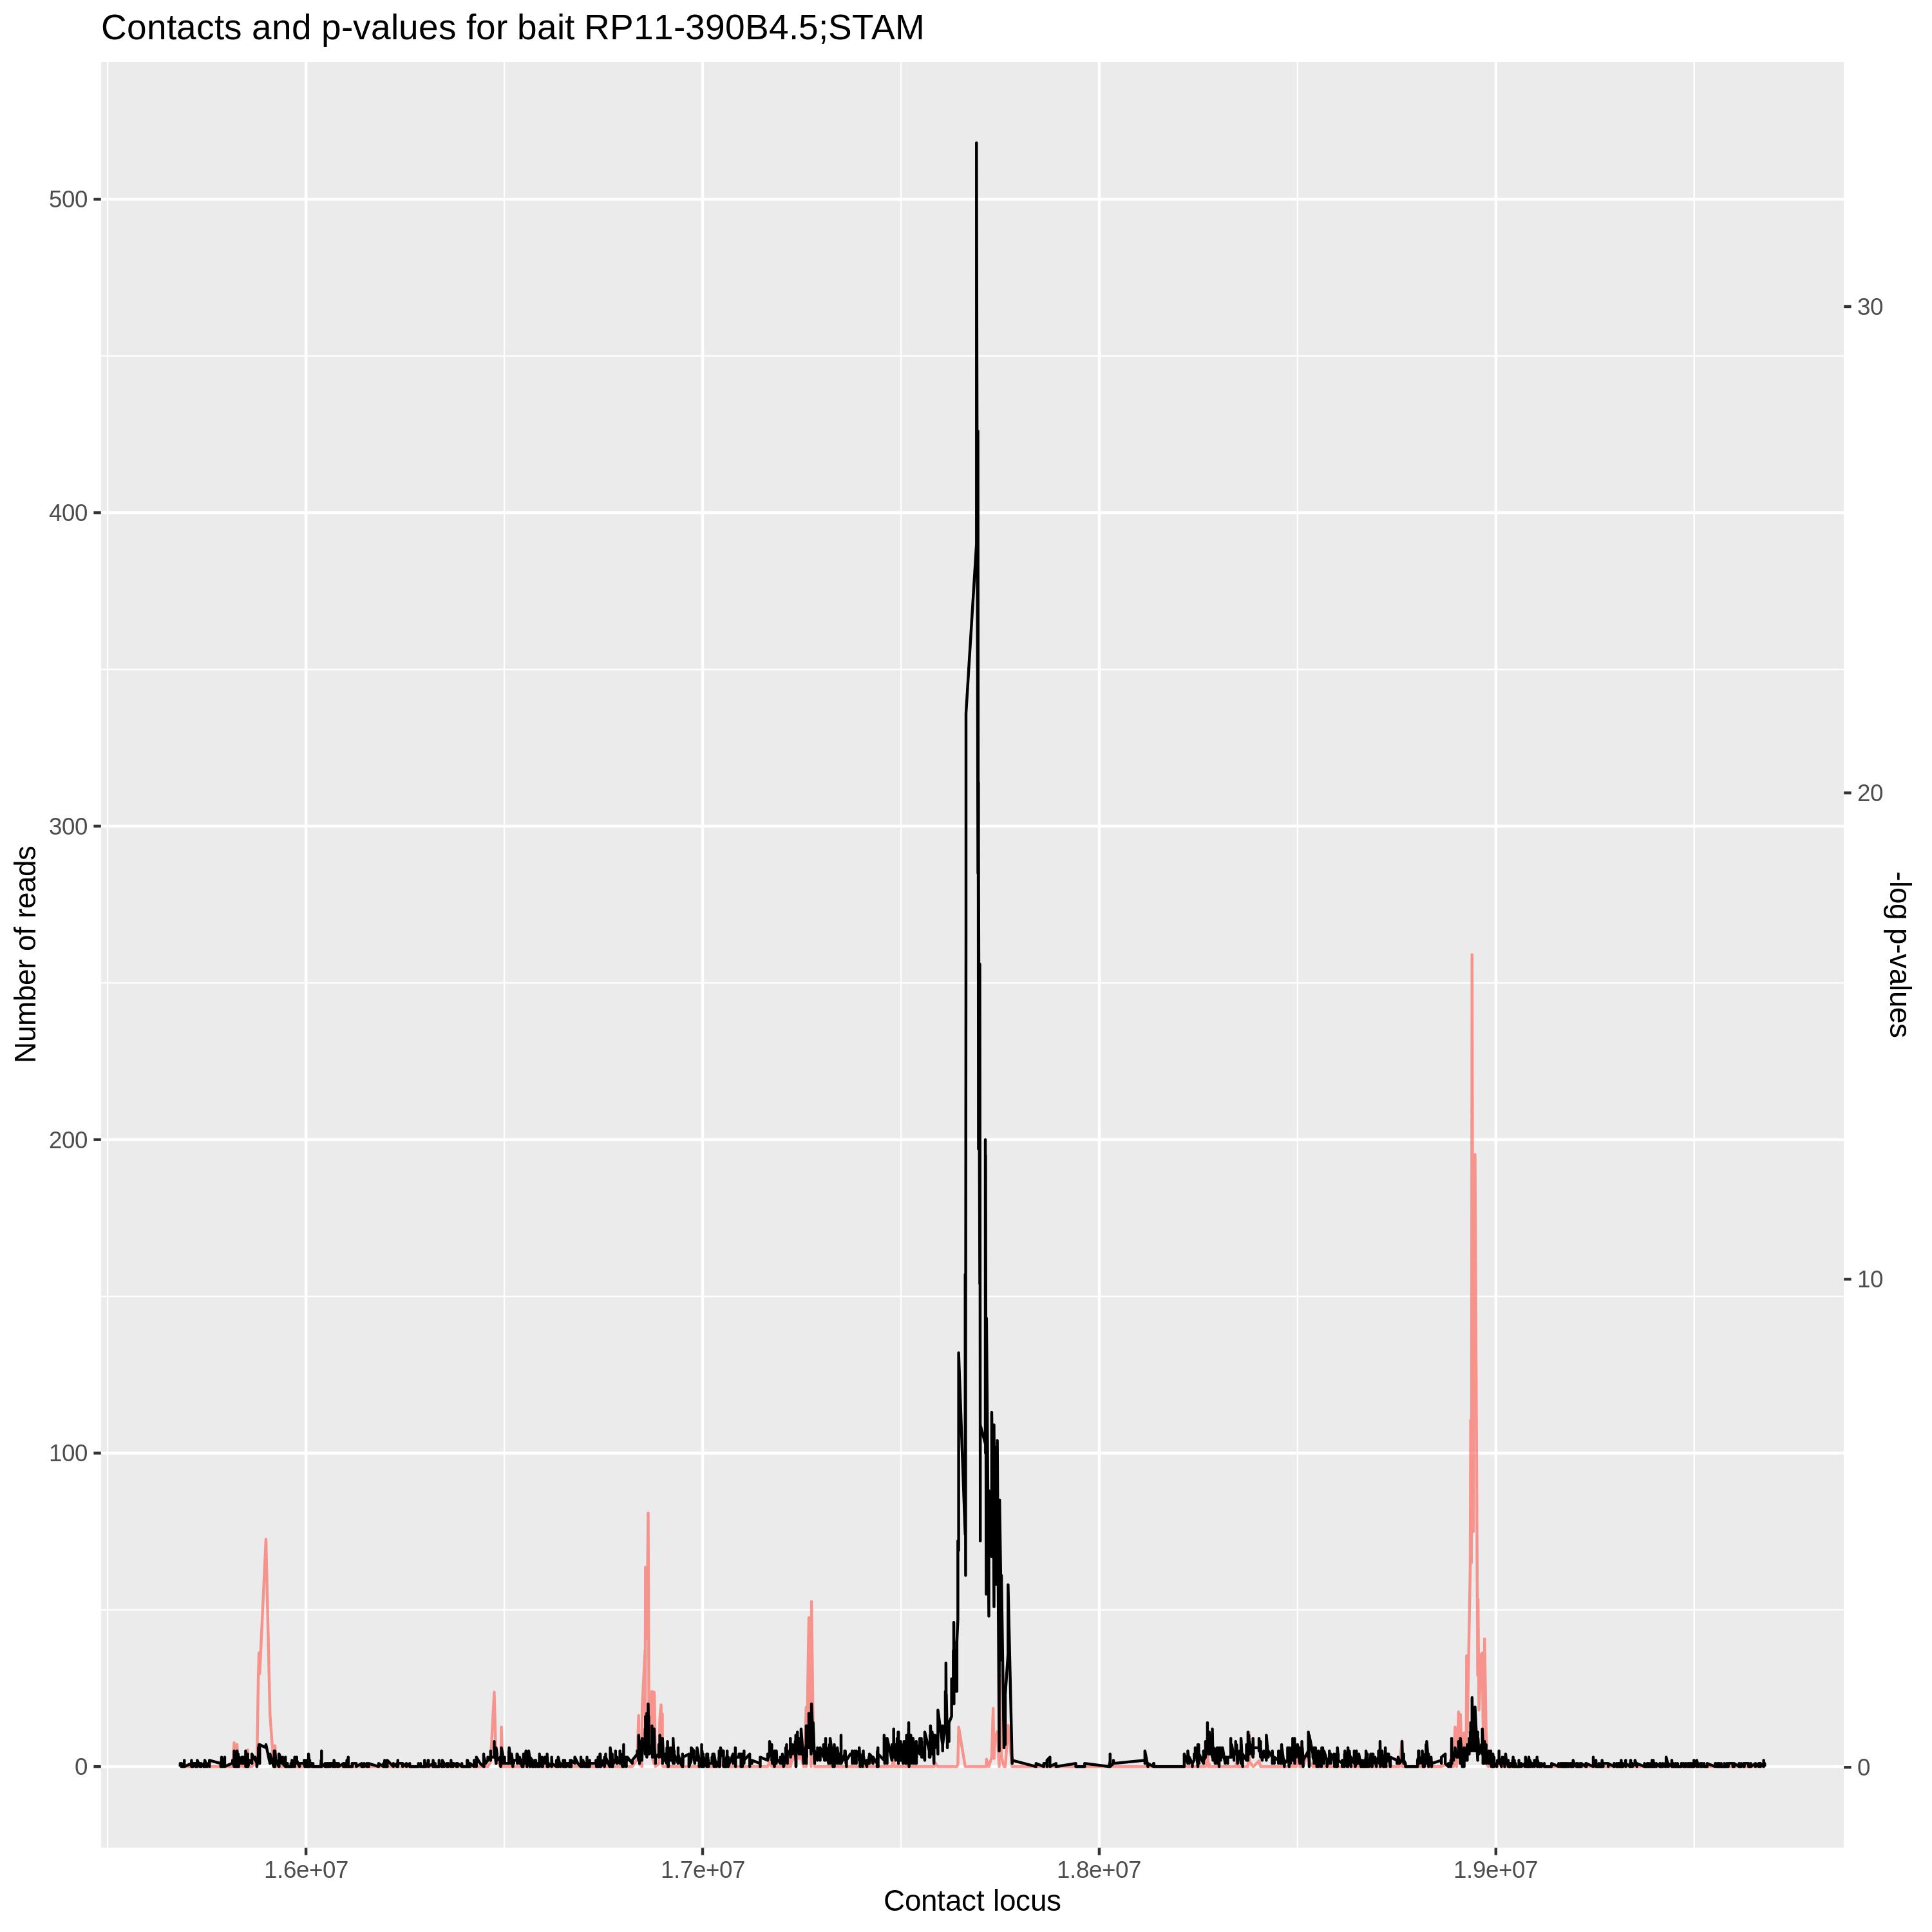 Contacts and p-values for bait RP11-390B4.5;STAM
500
400
300
200
100
0
Number of reads
30
20
10
0
-log p-values
1.6e+07
1.7e+07
1.8e+07
1.9e+07
Contact locus